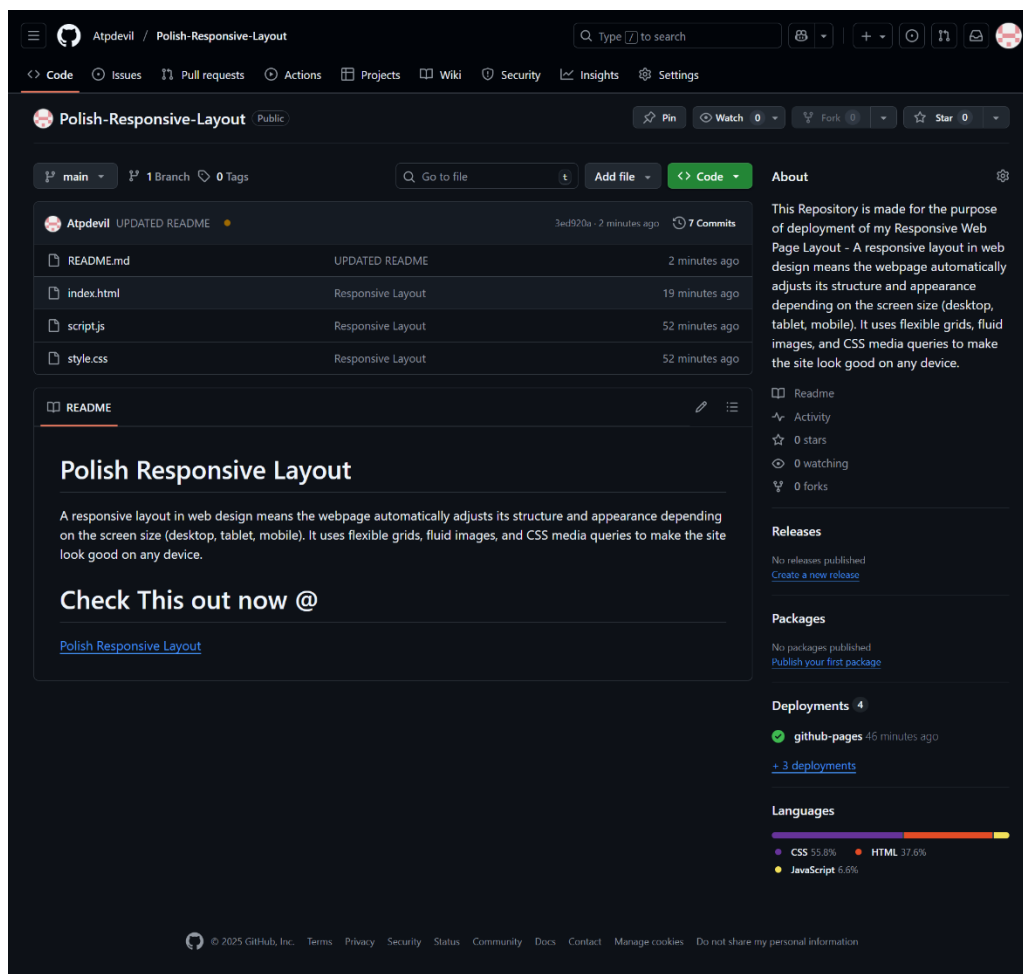 Atpdevil / Polish-Responsive-Layout
Type / to search
Code Issues Pull requests Actions Projects Wiki Security Insights Settings
Polish-Responsive-Layout Public
Pin Watch 0 Fork 0 Star 0
main 1 Branch 0 Tags Go to file t Add file Code
Atpdevil UPDATED README 3ed920a · 2 minutes ago 7 Commits
README.md UPDATED README 2 minutes ago
index.html Responsive Layout 19 minutes ago
script.js Responsive Layout 52 minutes ago
style.css Responsive Layout 52 minutes ago
README
Polish Responsive Layout
A responsive layout in web design means the webpage automatically adjusts its structure and appearance depending
on the screen size (desktop, tablet, mobile). It uses flexible grids, fluid images, and CSS media queries to make the site
look good on any device.
Check This out now @
Polish Responsive Layout
About
This Repository is made for the purpose
of deployment of my Responsive Web
Page Layout - A responsive layout in web
design means the webpage automatically
adjusts its structure and appearance
depending on the screen size (desktop,
tablet, mobile). It uses flexible grids, fluid
images, and CSS media queries to make
the site look good on any device.
Readme
Activity
0 stars
0 watching
0 forks
Releases
No releases published
Create a new release
Packages
No packages published
Publish your first package
Deployments 4
github-pages 46 minutes ago
+ 3 deployments
Languages
CSS 55.8% HTML 37.6%
JavaScript 6.6%
© 2025 GitHub, Inc. Terms Privacy Security Status Community Docs Contact Manage cookies Do not share my personal information